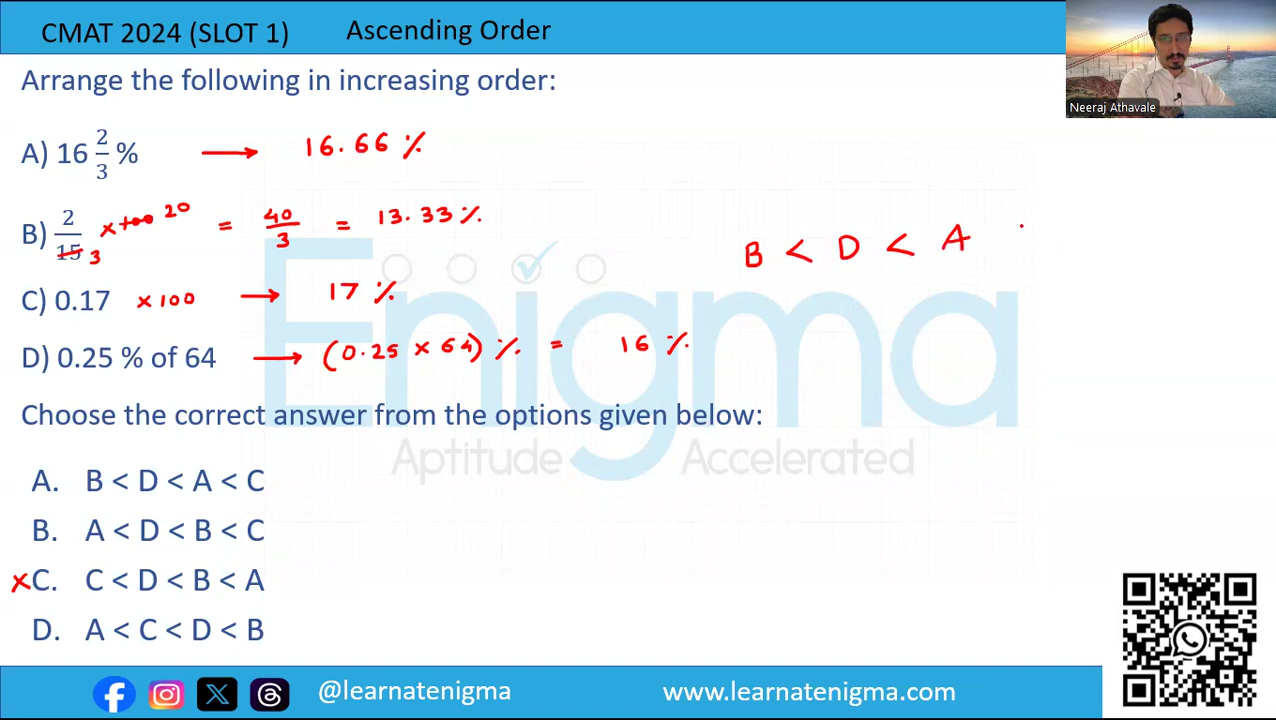 CMAT 2024 (SLOT 1) Ascending Order
Neeraj Athavale
Arrange the following in increasing order:
A) 16 2/3 % → 16.66 %
B) 2/15 3 × 100 20 = 40/3 = 13.33 %
B < D < A
C) 0.17 × 100 → 17 %
D) 0.25 % of 64 → (0.25 × 64) % = 16 %
Enigma
Aptitude Accelerated
Choose the correct answer from the options given below:
A. B < D < A < C
B. A < D < B < C
× C. C < D < B < A
D. A < C < D < B
@learnatenigma www.learnatenigma.com